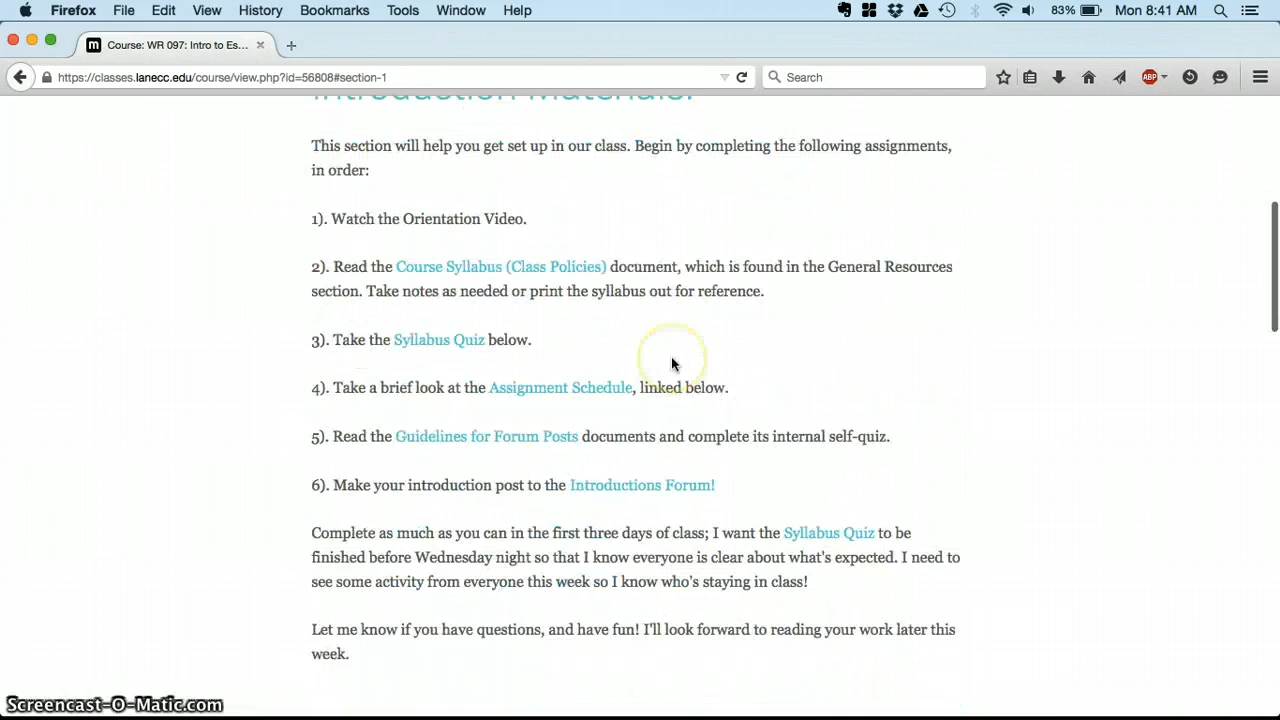 Firefox File Edit View History Bookmarks Tools Window Help 83% Mon 8:41 AM
m Course: WR 097: Intro to Es...
https://classes.lanecc.edu/course/view.php?id=56808#section-1 Search ABP
Introduction Materials:
This section will help you get set up in our class. Begin by completing the following assignments,
in order:
1). Watch the Orientation Video.
2). Read the Course Syllabus (Class Policies) document, which is found in the General Resources
section. Take notes as needed or print the syllabus out for reference.
3). Take the Syllabus Quiz below.
4). Take a brief look at the Assignment Schedule, linked below.
5). Read the Guidelines for Forum Posts documents and complete its internal self-quiz.
6). Make your introduction post to the Introductions Forum!
Complete as much as you can in the first three days of class; I want the Syllabus Quiz to be
finished before Wednesday night so that I know everyone is clear about what's expected. I need to
see some activity from everyone this week so I know who's staying in class!
Let me know if you have questions, and have fun! I'll look forward to reading your work later this
week.
Screencast-O-Matic.com